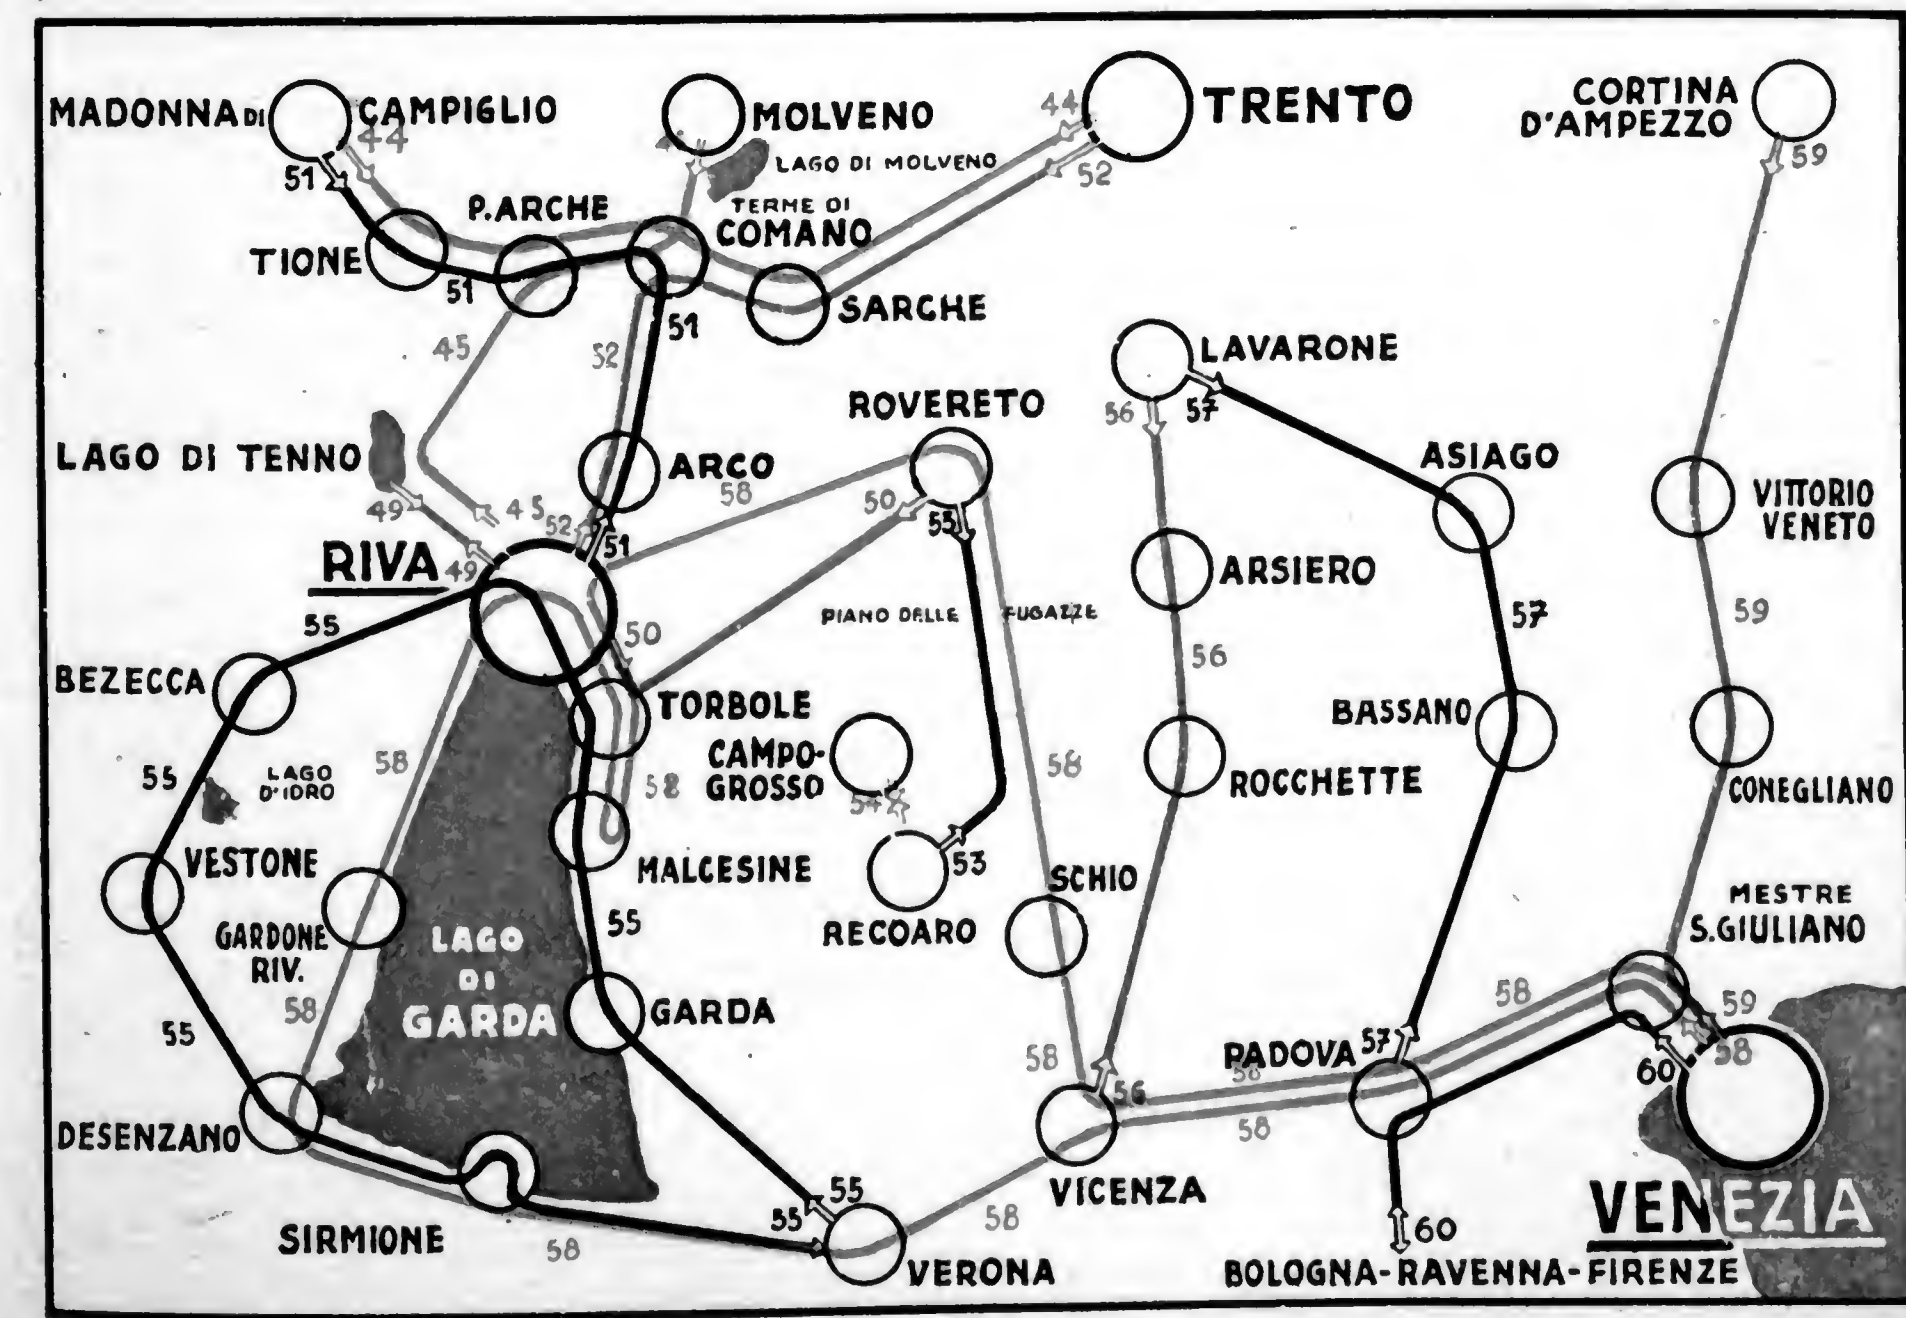 MADONNA DI CAMPIGLIO
44
51
MOLVENO
LAGO DI MOLVENO
44
TRENTO
52
CORTINA
D'AMPEZZO
59
P.ARCHE
TERME DI
COMANO
TIONE
51
SARCHE
51
45
52
LAVARONE
56
57
ROVERETO
LAGO DI TENNO
ARCO
58
50
53
ASIAGO
VITTORIO
VENETO
49
45
52
51
RIVA
49
ARSIERO
55
50
PIANO DELLE FUGAZZE
57
59
56
BEZECCA
TORBOLE
BASSANO
CAMPO-
GROSSO
54
55
LAGO
D'IDRO
58
58
58
ROCCHETTE
CONEGLIANO
VESTONE
MALCESINE
53
SCHIO
MESTRE
S.GIULIANO
GARDONE
RIV.
LAGO
DI
GARDA
55
RECOARO
58
55
GARDA
58
58
59
PADOVA
57
58
60
58
56
58
DESENZANO
VICENZA
55
55
58
SIRMIONE
58
VERONA
60
BOLOGNA-RAVENNA-FIRENZE
VENEZIA